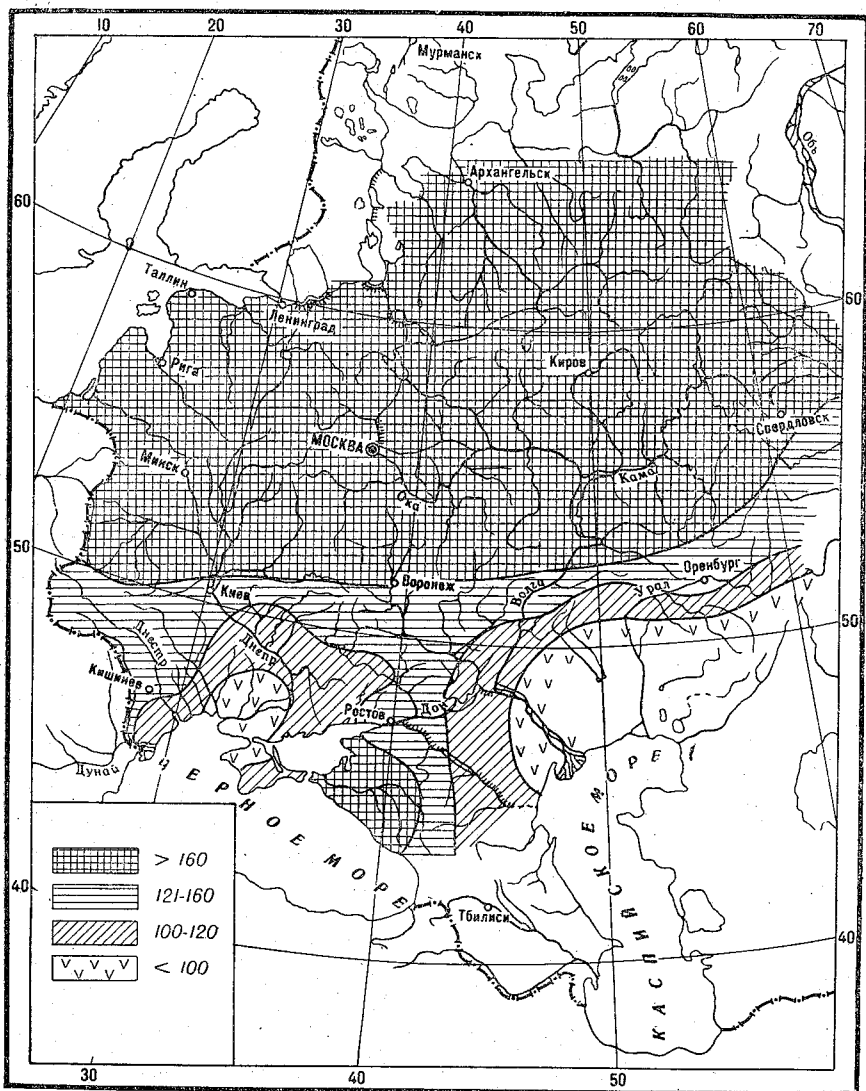 10 20 30 40 50 60 70
Мурманск
Обь
Архангельск
60
Таллин
60
Ленинград
Рига
Киров
Свердловск
МОСКВА
Минск
Кама
Ока
50
Оренбург
Воронеж
Киев
Волга
Урал
50
Днестр
Днепр
Кишинев
Ростов
Дон
Дунай
ЧЕРНОЕ МОРЕ
КАСПИЙСКОЕ МОРЕ
> 160
121-160
100-120
< 100
40
Тбилиси
40
30 40 50